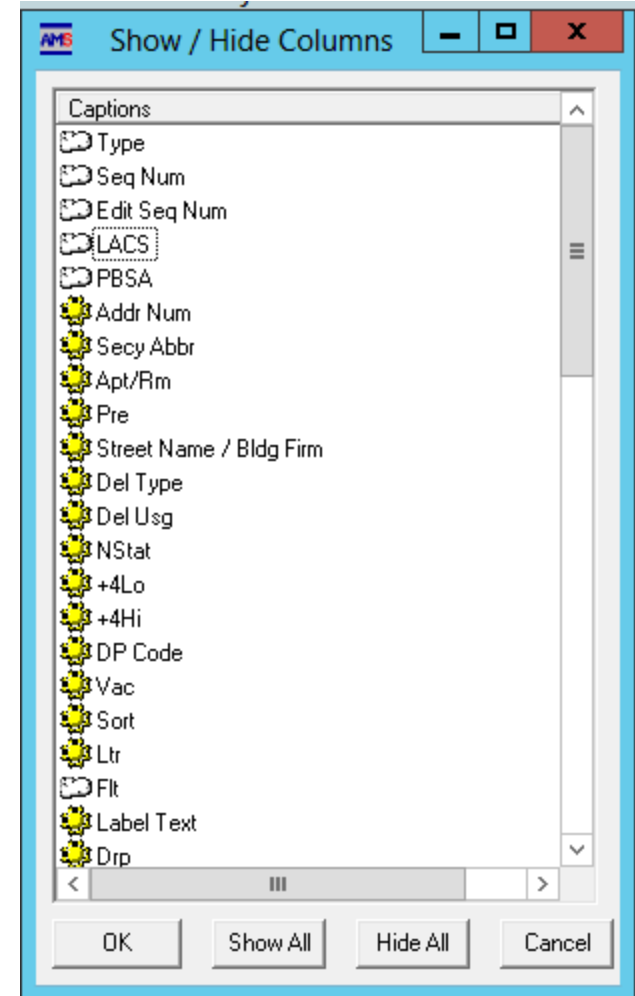 AMS Show / Hide Columns
Captions
Type
Seq Num
Edit Seq Num
LACS
PBSA
Addr Num
Secy Abbr
Apt/Rm
Pre
Street Name / Bldg Firm
Del Type
Del Usg
NStat
+4Lo
+4Hi
DP Code
Vac
Sort
Ltr
Flt
Label Text
Drp
OK Show All Hide All Cancel